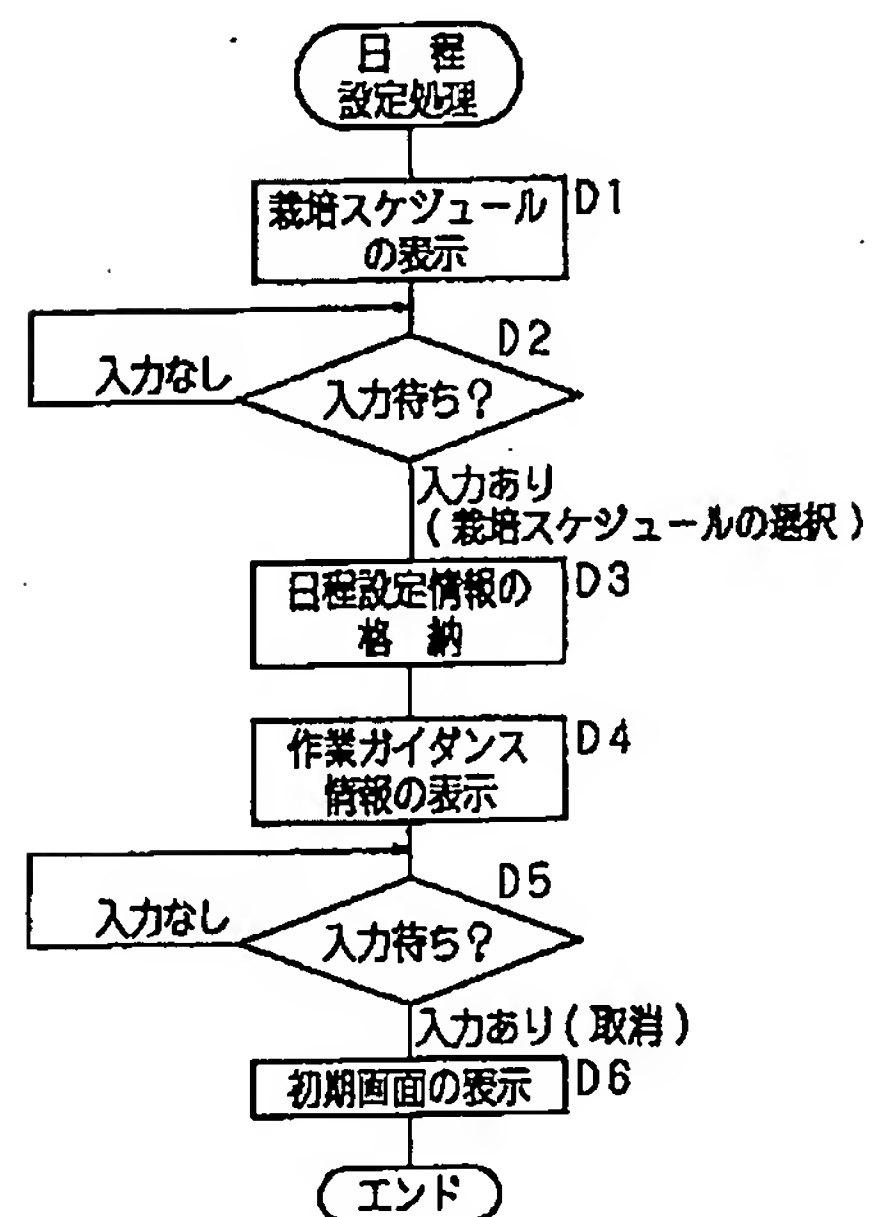 日 程
設定処理
栽培スケジュール
の表示
D1
D2
入力なし
入力待ち?
入力あり
(栽培スケジュールの選択)
日程設定情報の
格 納
D3
作業ガイダンス
情報の表示
D4
D5
入力なし
入力待ち?
入力あり(取消)
初期画面の表示
D6
エンド